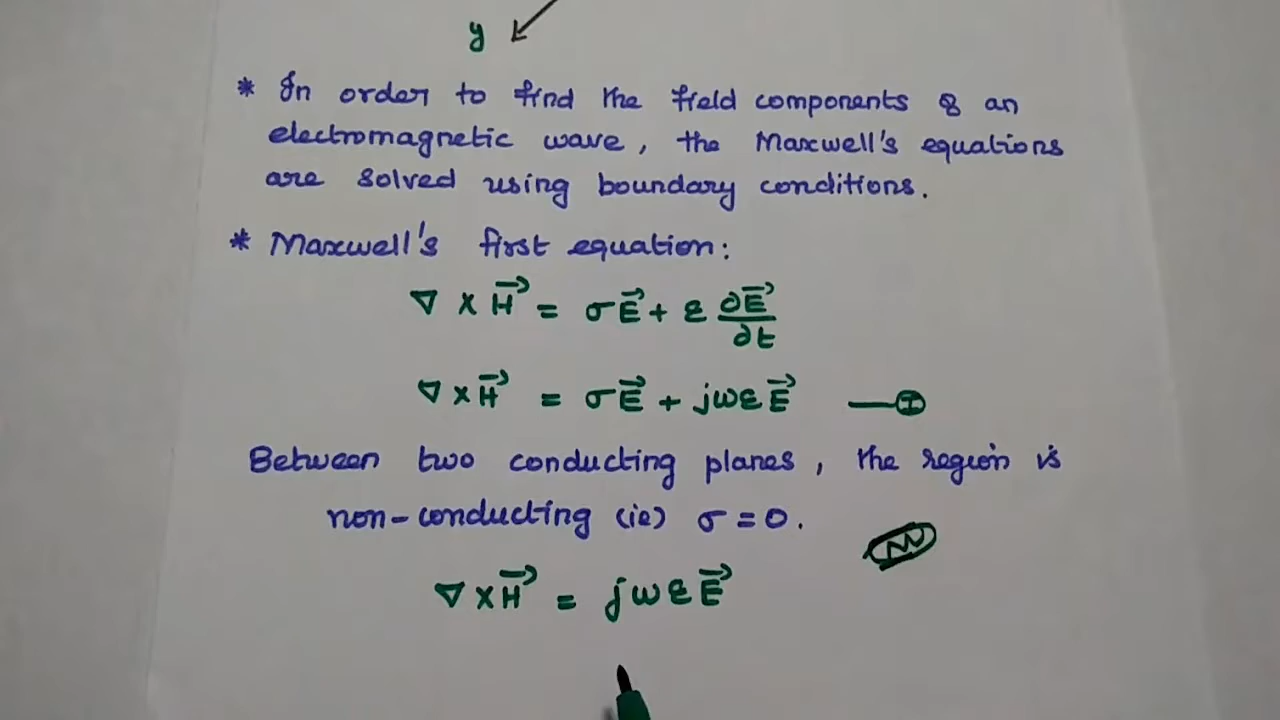 y
* In order to find the field components of an
electromagnetic wave, the Maxwell's equations
are solved using boundary conditions.
* Maxwell's first equation:
∇ × H⃗ = σE⃗ + ε ∂E⃗/∂t
∇ × H⃗ = σE⃗ + jωεE⃗ —Ⓘ
Between two conducting planes, the region is
non-conducting (ie) σ = 0.
∇ × H⃗ = jωεE⃗